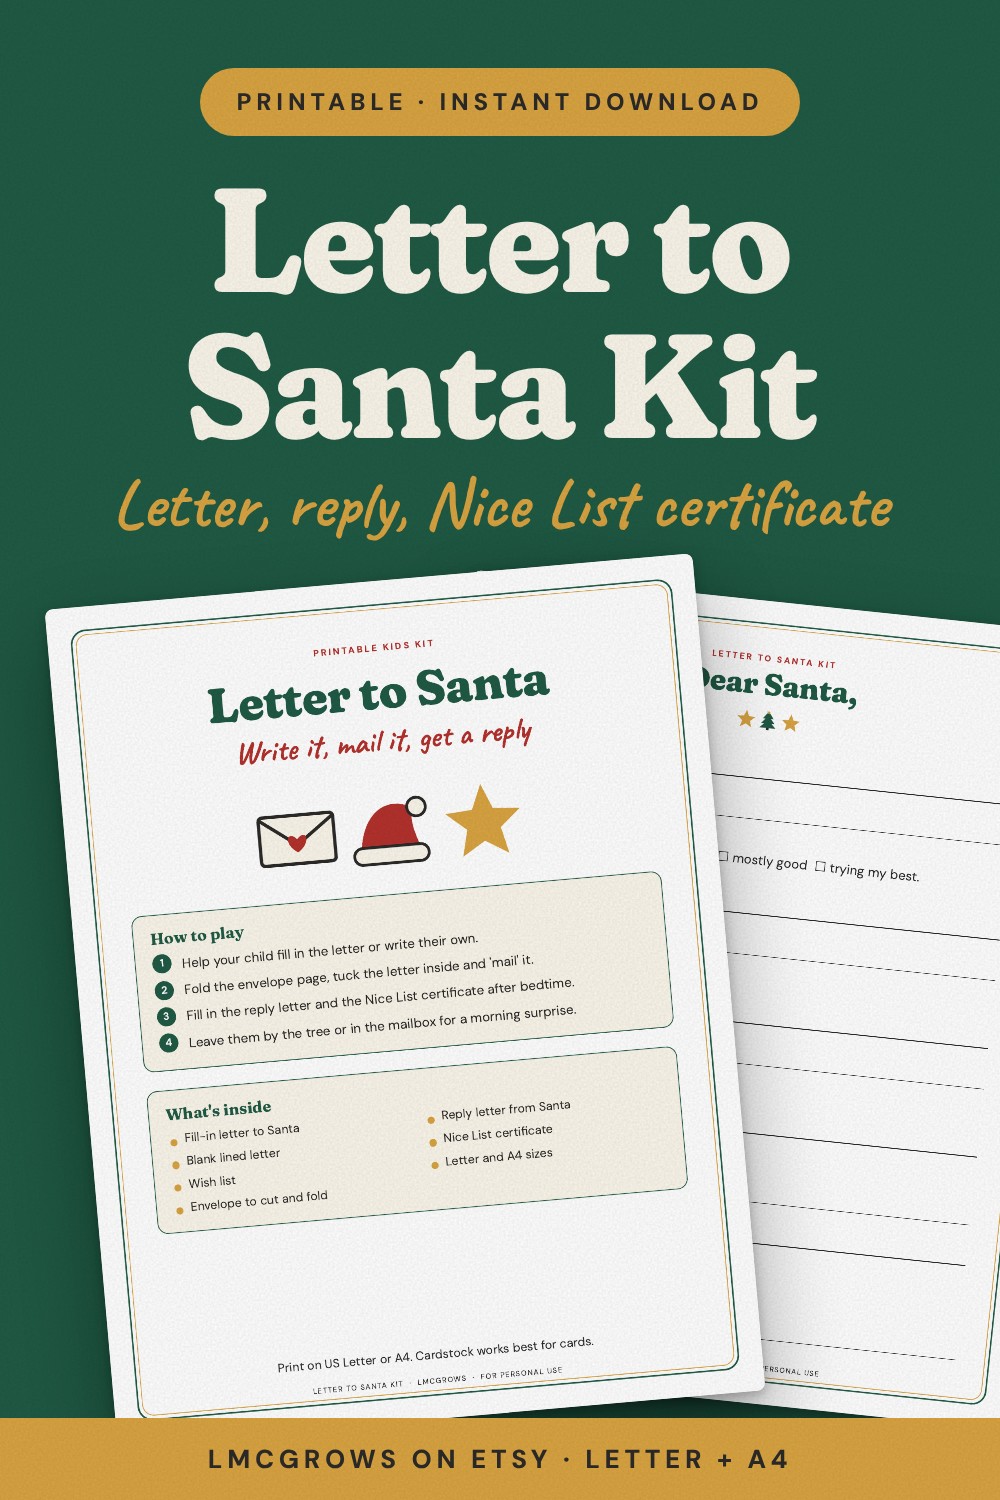 PRINTABLE · INSTANT DOWNLOAD
Letter to
Santa Kit
Letter, reply, Nice List certificate
PRINTABLE KIDS KIT
Letter to Santa
Write it, mail it, get a reply
How to play
1 Help your child fill in the letter or write their own.
2 Fold the envelope page, tuck the letter inside and 'mail' it.
3 Fill in the reply letter and the Nice List certificate after bedtime.
4 Leave them by the tree or in the mailbox for a morning surprise.
What's inside
Fill-in letter to Santa
Blank lined letter
Wish list
Envelope to cut and fold
Reply letter from Santa
Nice List certificate
Letter and A4 sizes
Print on US Letter or A4. Cardstock works best for cards.
LETTER TO SANTA KIT · LMCGROWS · FOR PERSONAL USE
LETTER TO SANTA KIT
Dear Santa,
☐ mostly good ☐ trying my best.
PERSONAL USE
LMCGROWS ON ETSY · LETTER + A4